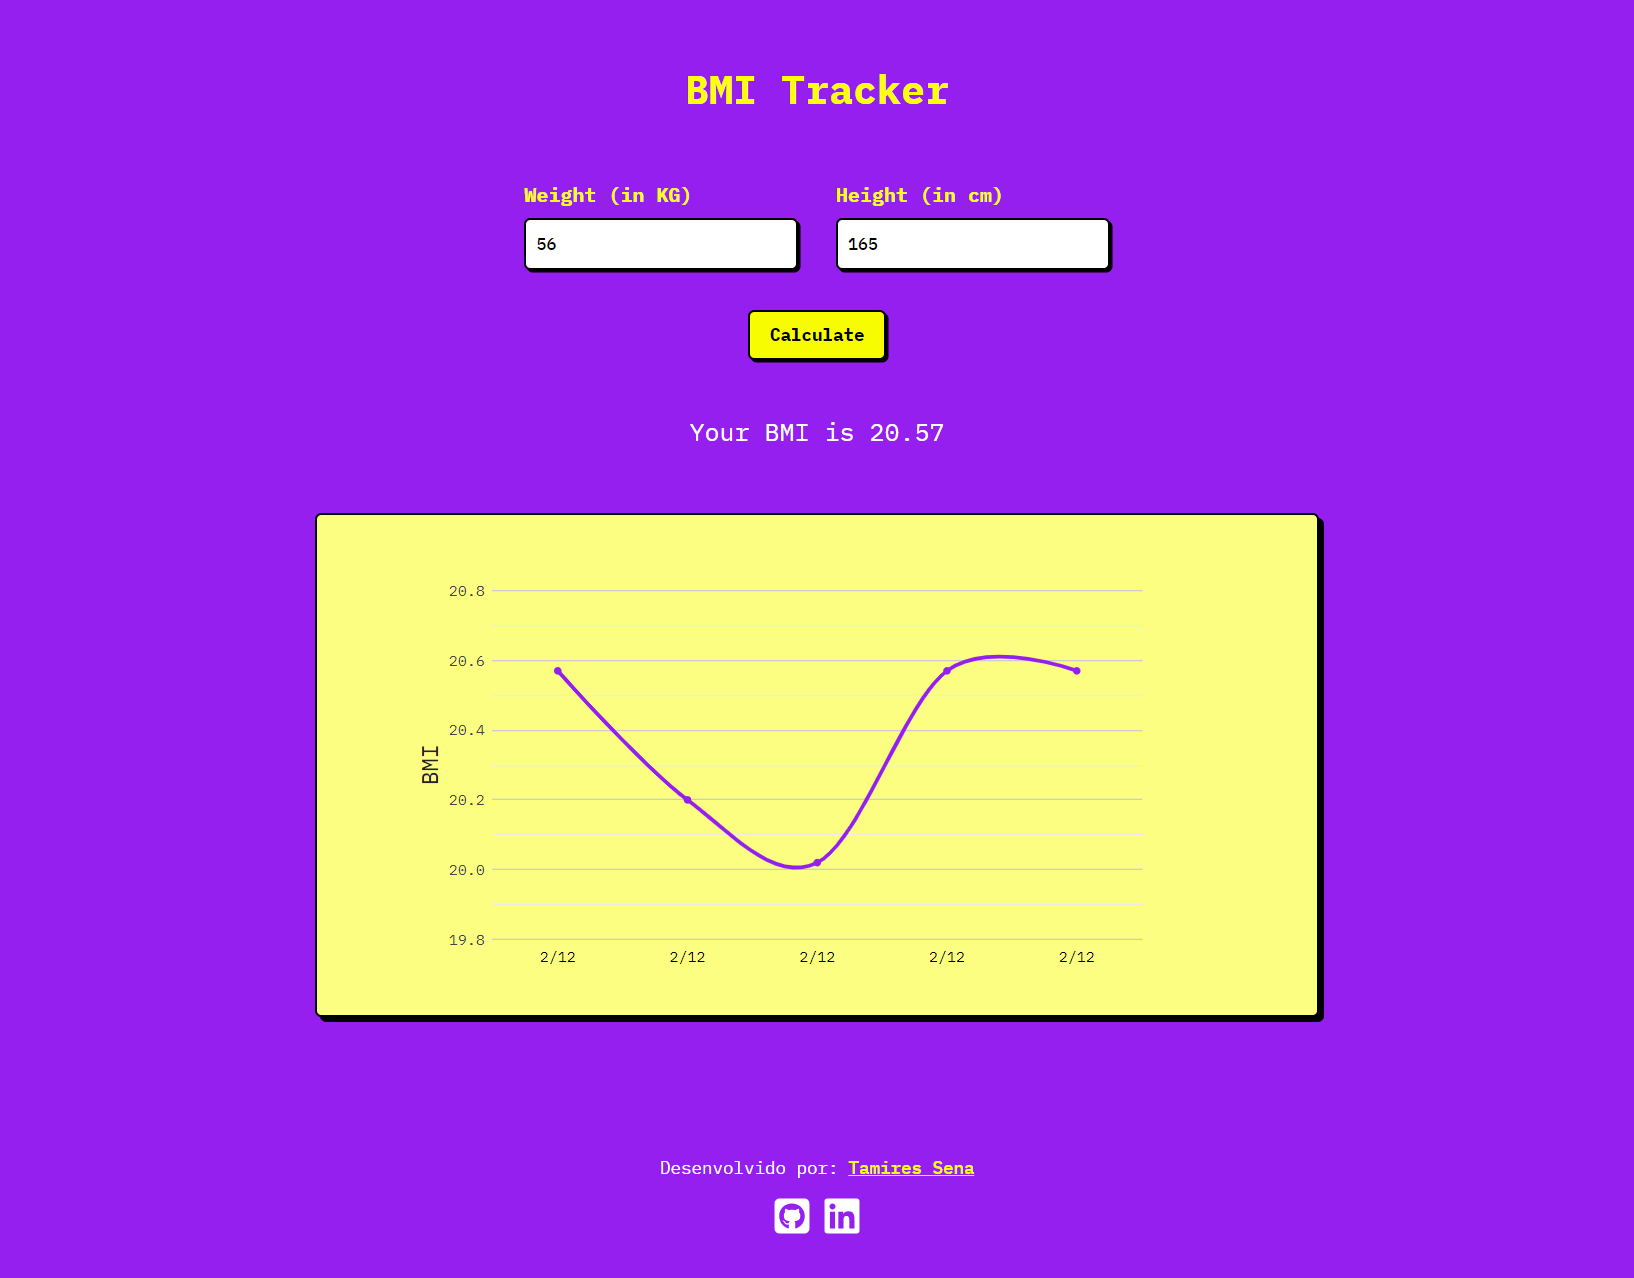 BMI Tracker
Weight (in KG) Height (in cm)
56 165
Calculate
Your BMI is 20.57
20.8
20.6
20.4
BMI
20.2
20.0
19.8
2/12 2/12 2/12 2/12 2/12
Desenvolvido por: Tamires Sena
in